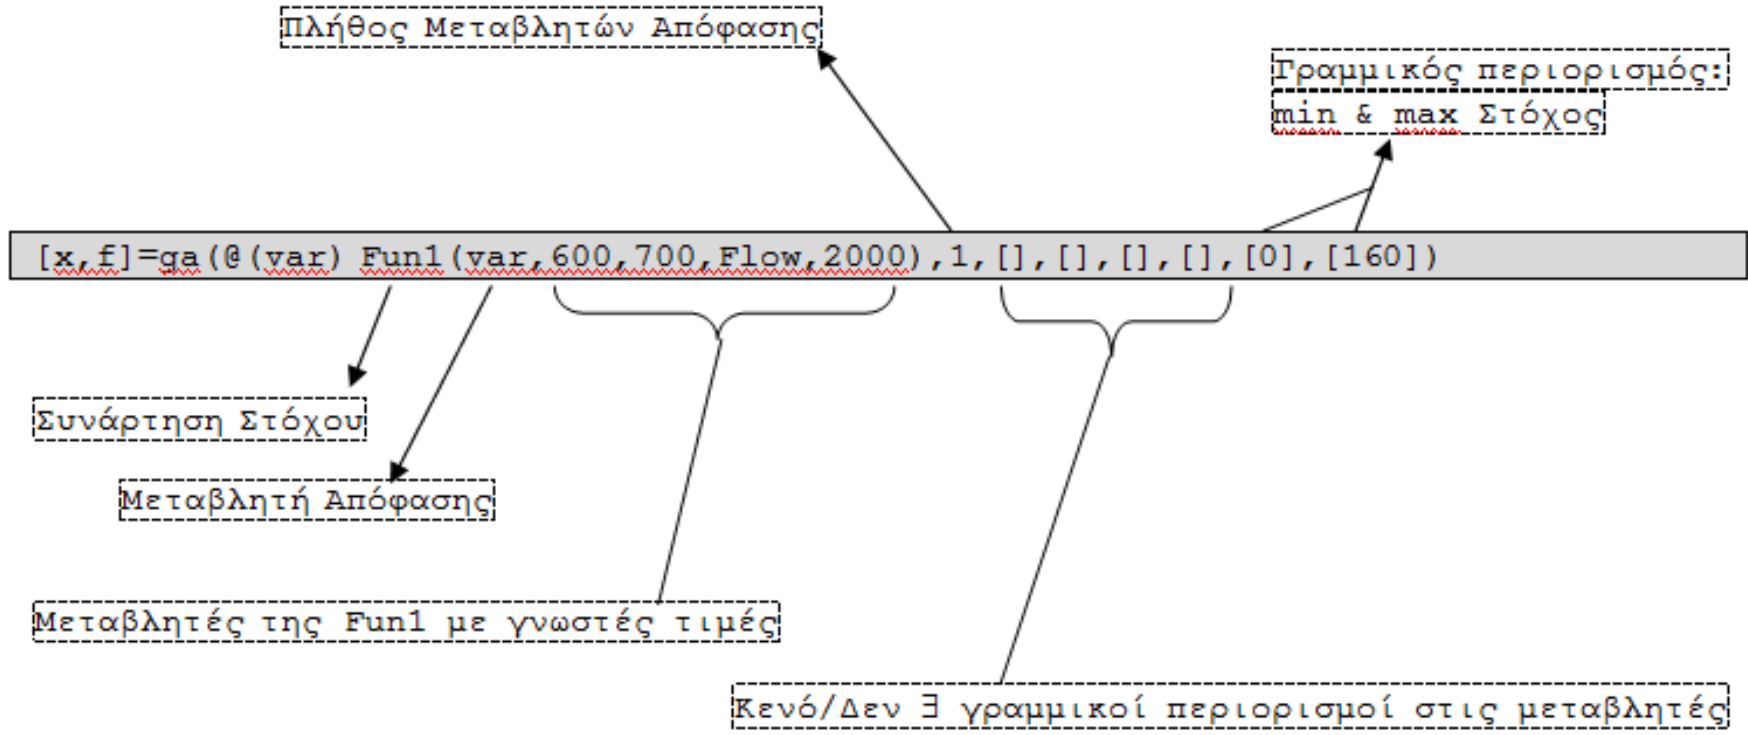 Πλήθος Μεταβλητών Απόφασης
Γραμμικός περιορισμός:
min & max Στόχος
[x,f]=ga(@(var) Fun1(var,600,700,Flow,2000),1,[],[],[],[],[0],[160])
Συνάρτηση Στόχου
Μεταβλητή Απόφασης
Μεταβλητές της Fun1 με γνωστές τιμές
Κενό/Δεν ∃ γραμμικοί περιορισμοί στις μεταβλητές